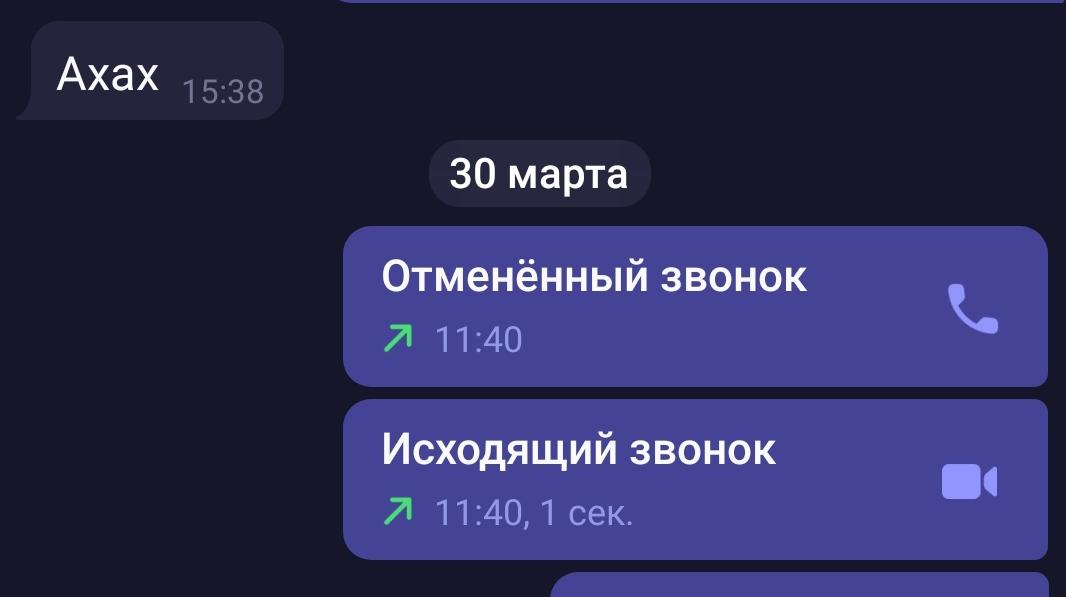 Ахах 15:38
30 марта
Отменённый звонок
11:40
Исходящий звонок
11:40, 1 сек.